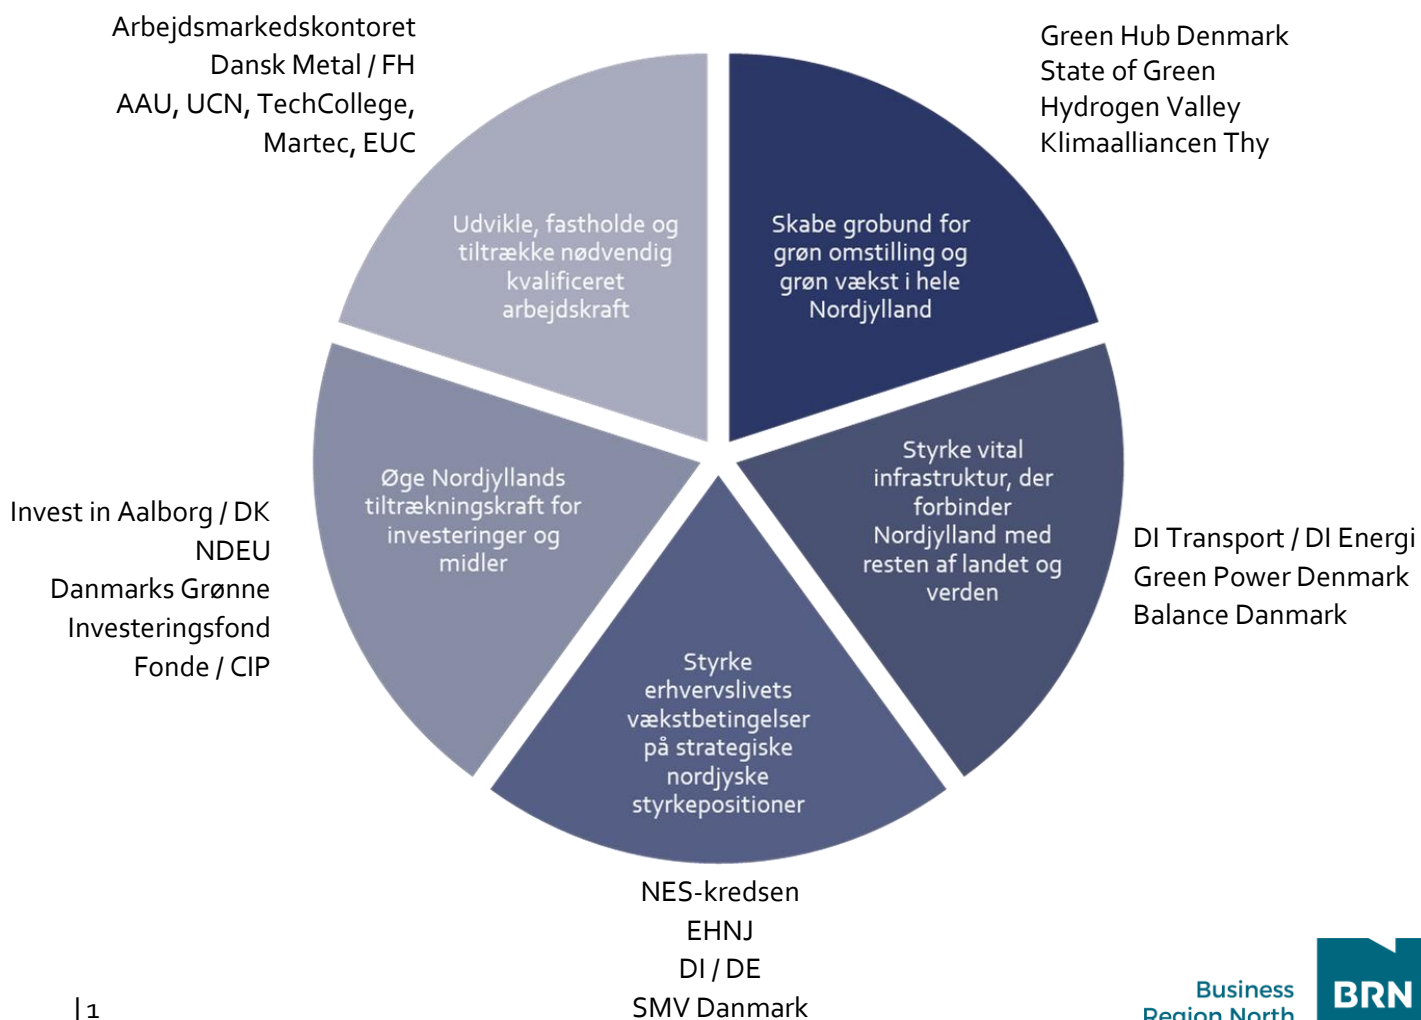 Arbejdsmarkedskontoret
Dansk Metal / FH
AAU, UCN, TechCollege,
Martec, EUC
Green Hub Denmark
State of Green
Hydrogen Valley
Klimaalliancen Thy
Udvikle, fastholde og
tiltrække nødvendig
kvalificeret
arbejdskraft
Skabe grobund for
grøn omstilling og
grøn vækst i hele
Nordjylland
Øge Nordjyllands
tiltrækningskraft for
investeringer og
midler
Styrke vital
infrastruktur, der
forbinder
Nordjylland med
resten af landet og
verden
Invest in Aalborg / DK
NDEU
Danmarks Grønne
Investeringsfond
Fonde / CIP
DI Transport / DI Energi
Green Power Denmark
Balance Danmark
Styrke
erhvervslivets
vækstbetingelser
på strategiske
nordjyske
styrkepositioner
NES-kredsen
EHNJ
DI / DE
SMV Danmark
| 1
Business
Region North
BRN